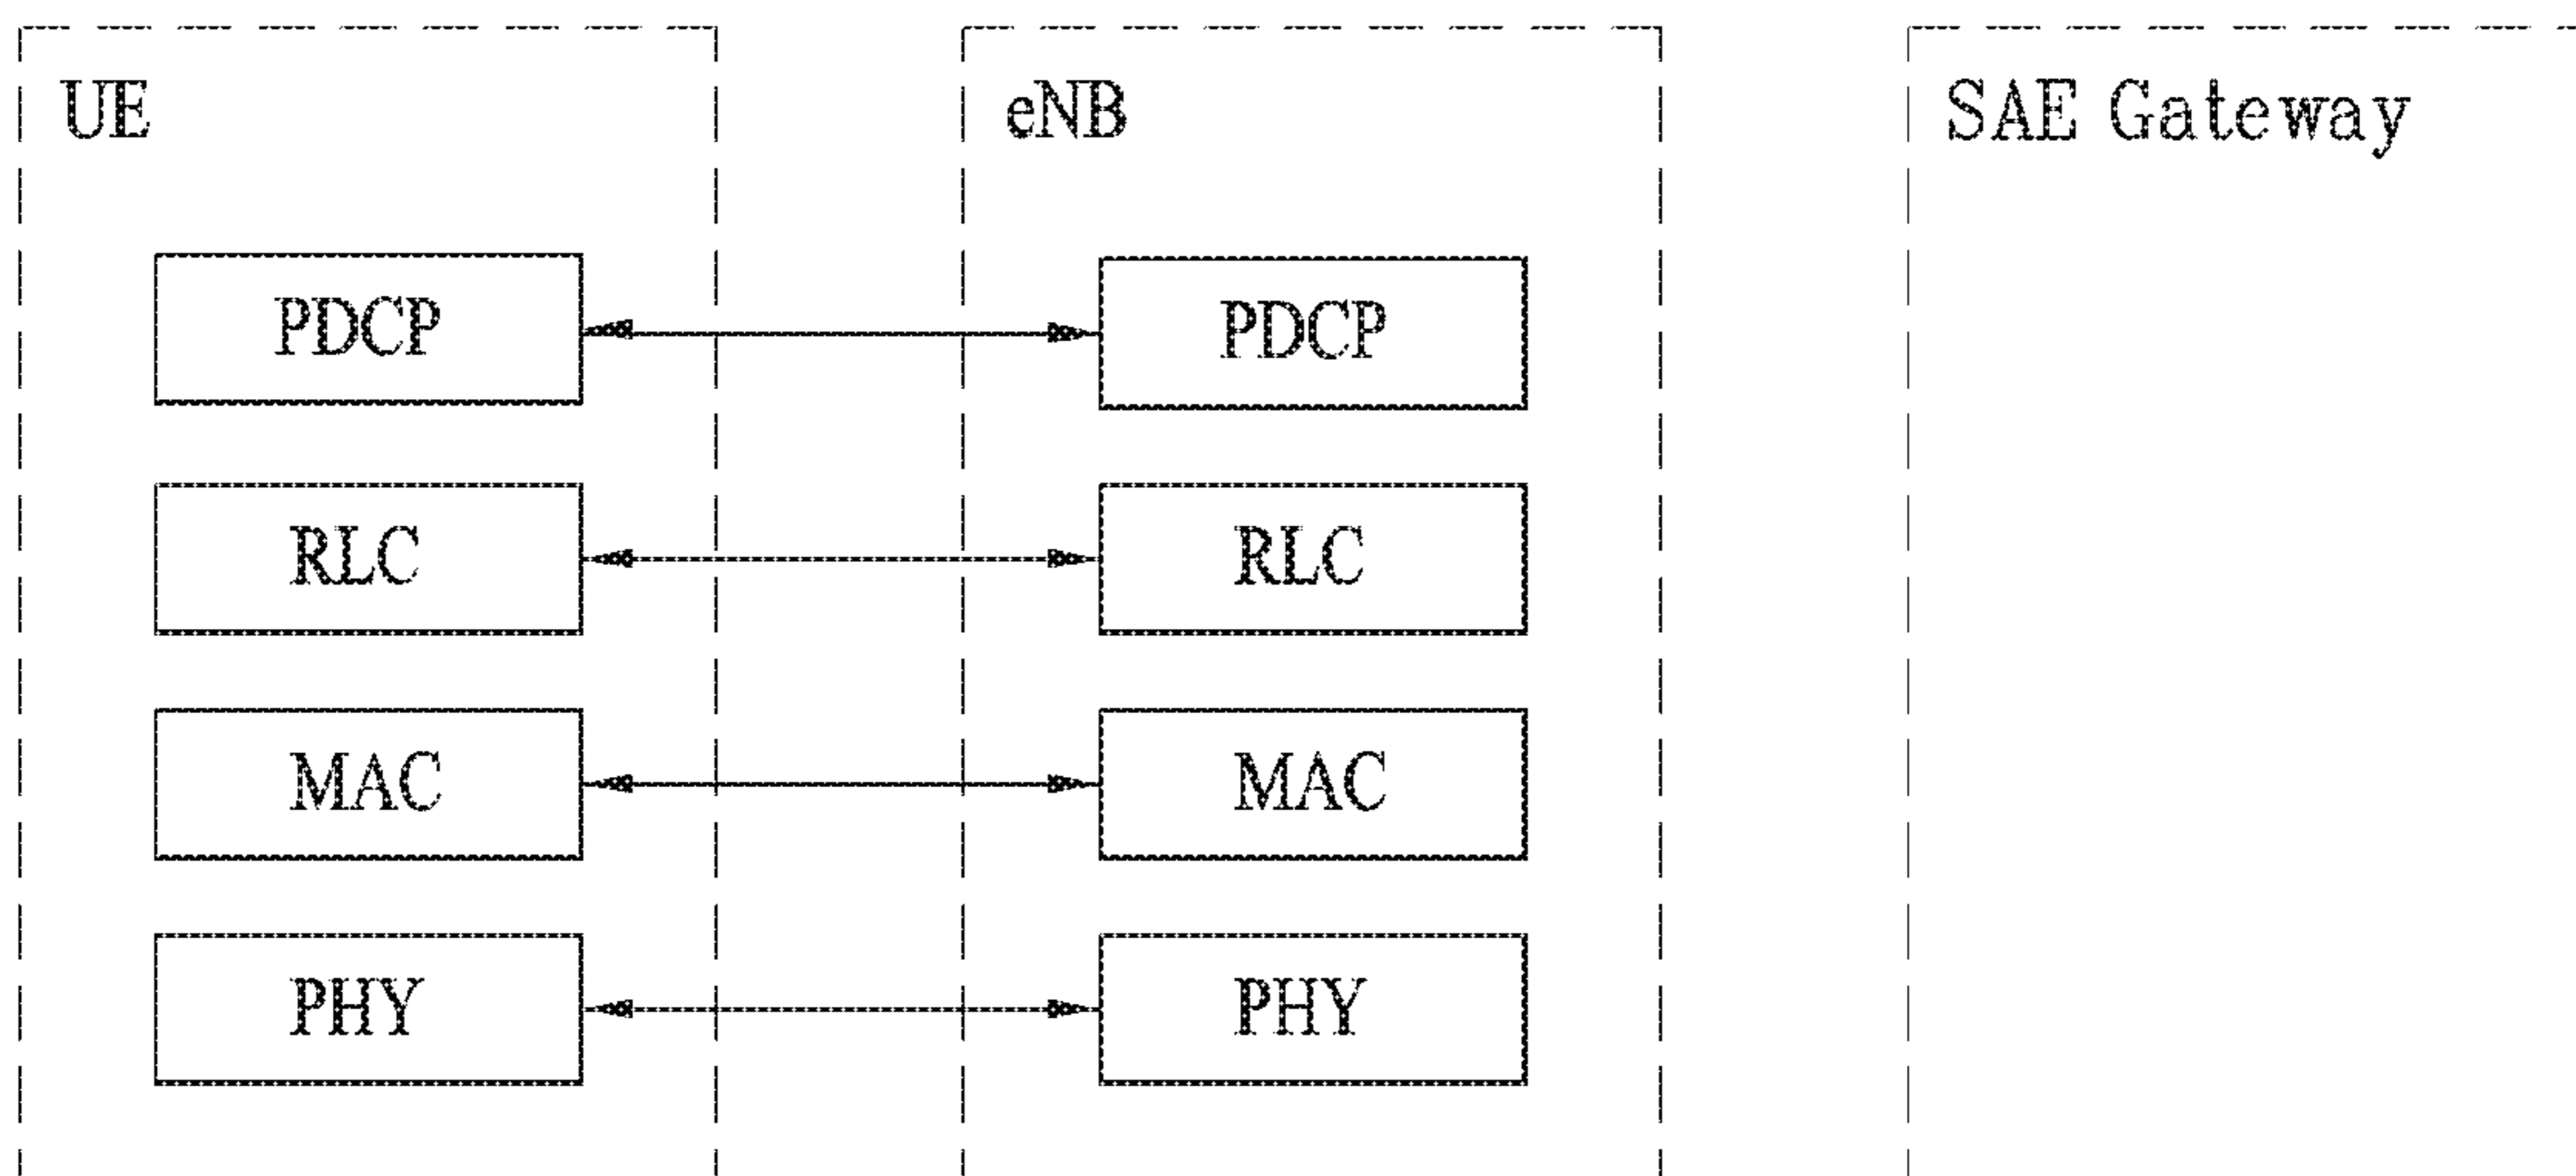 UE
eNB
SAE Gateway
PDCP
PDCP
RLC
RLC
MAC
MAC
PHY
PHY